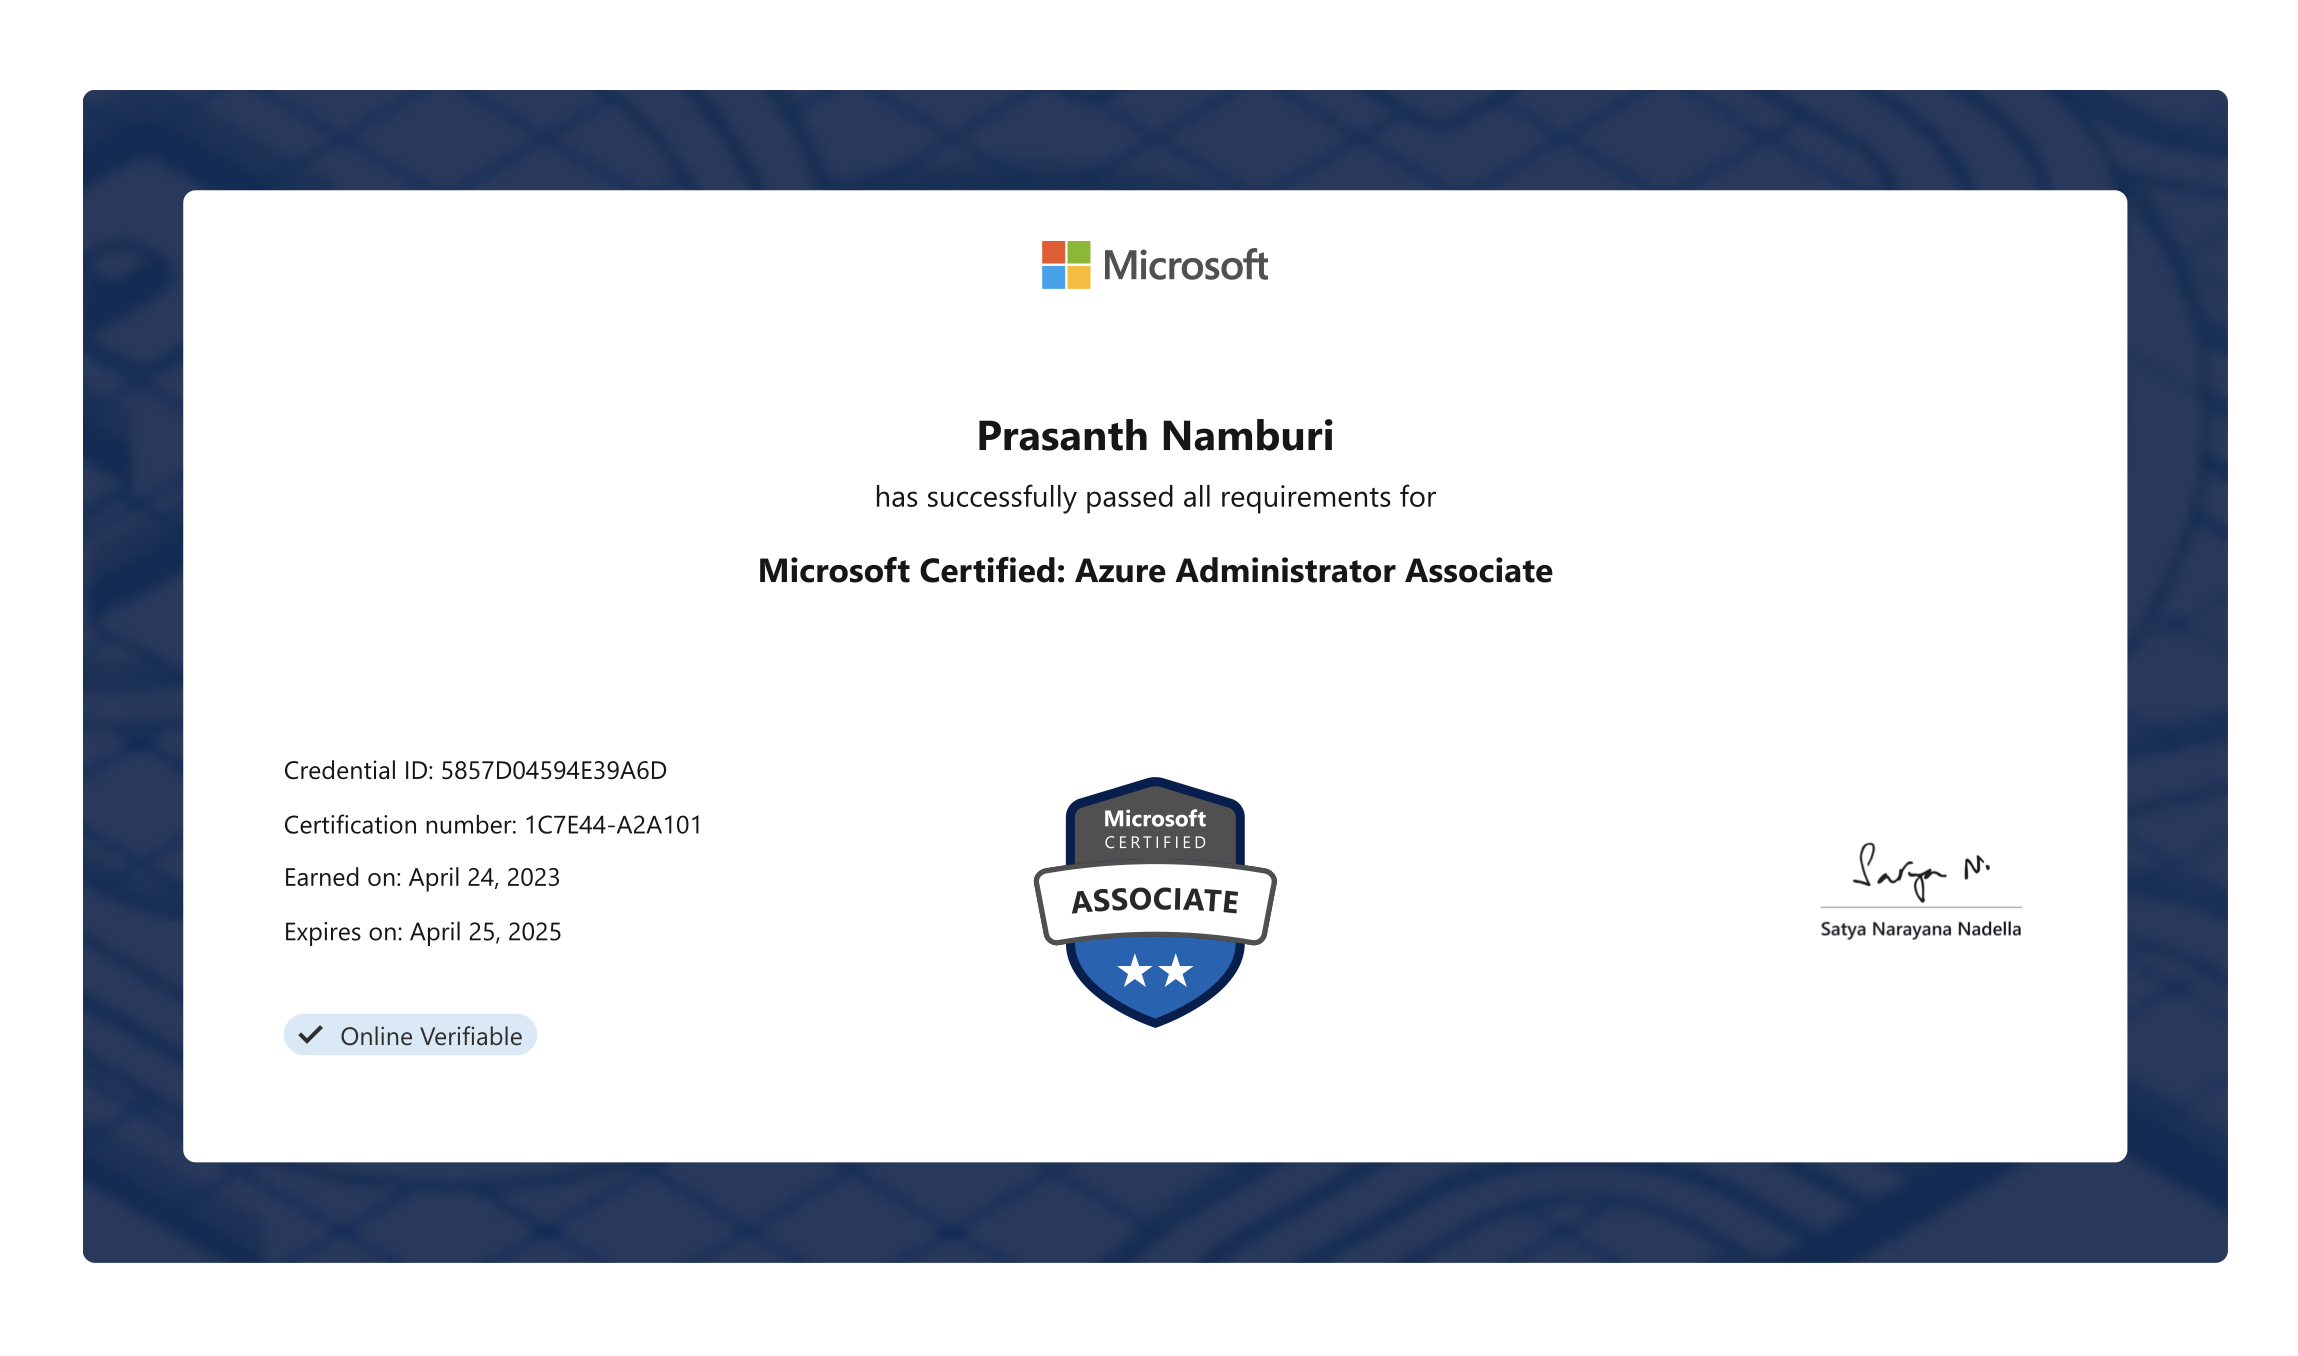 Microsoft
Prasanth Namburi
has successfully passed all requirements for
Microsoft Certified: Azure Administrator Associate
Credential ID: 5857D04594E39A6D
Certification number: 1C7E44-A2A101
Earned on: April 24, 2023
Expires on: April 25, 2025
Online Verifiable
Microsoft
CERTIFIED
ASSOCIATE
Satya N.
Satya Narayana Nadella